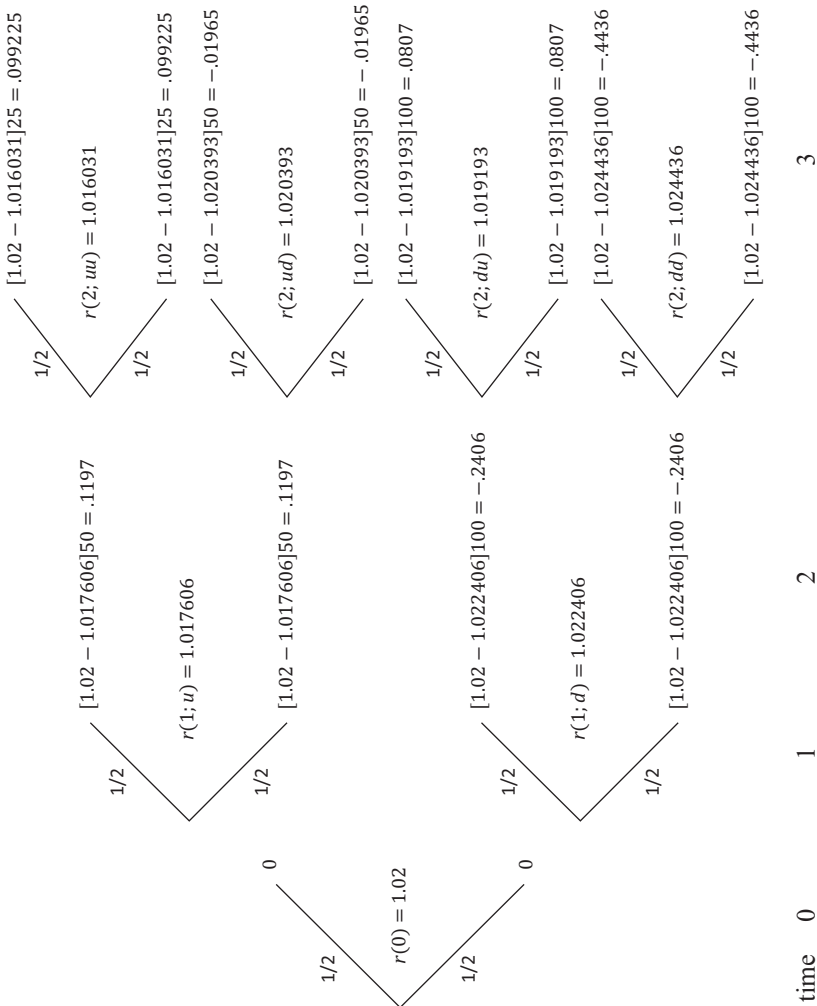 [1.02 − 1.016031]25 = .099225
1/2
r(2; uu) = 1.016031
1/2
[1.02 − 1.016031]25 = .099225
[1.02 − 1.017606]50 = .1197
1/2
r(1; u) = 1.017606
1/2
[1.02 − 1.017606]50 = .1197
[1.02 − 1.020393]50 = −.01965
1/2
r(2; ud) = 1.020393
1/2
[1.02 − 1.020393]50 = −.01965
0
1/2
r(0) = 1.02
1/2
0
[1.02 − 1.019193]100 = .0807
1/2
r(2; du) = 1.019193
1/2
[1.02 − 1.019193]100 = .0807
[1.02 − 1.022406]100 = −.2406
1/2
r(1; d) = 1.022406
1/2
[1.02 − 1.022406]100 = −.2406
[1.02 − 1.024436]100 = −.4436
1/2
r(2; dd) = 1.024436
1/2
[1.02 − 1.024436]100 = −.4436
time 0 1 2 3